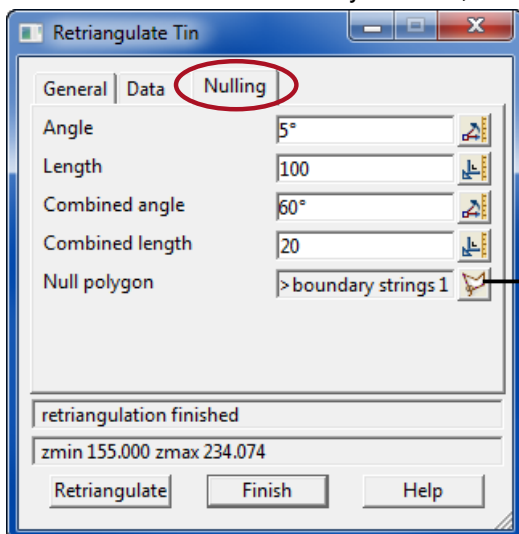 Retriangulate Tin
General Data Nulling
Angle 5°
Length 100
Combined angle 60°
Combined length 20
Null polygon >boundary strings 1
retriangulation finished
zmin 155.000 zmax 234.074
Retriangulate Finish Help